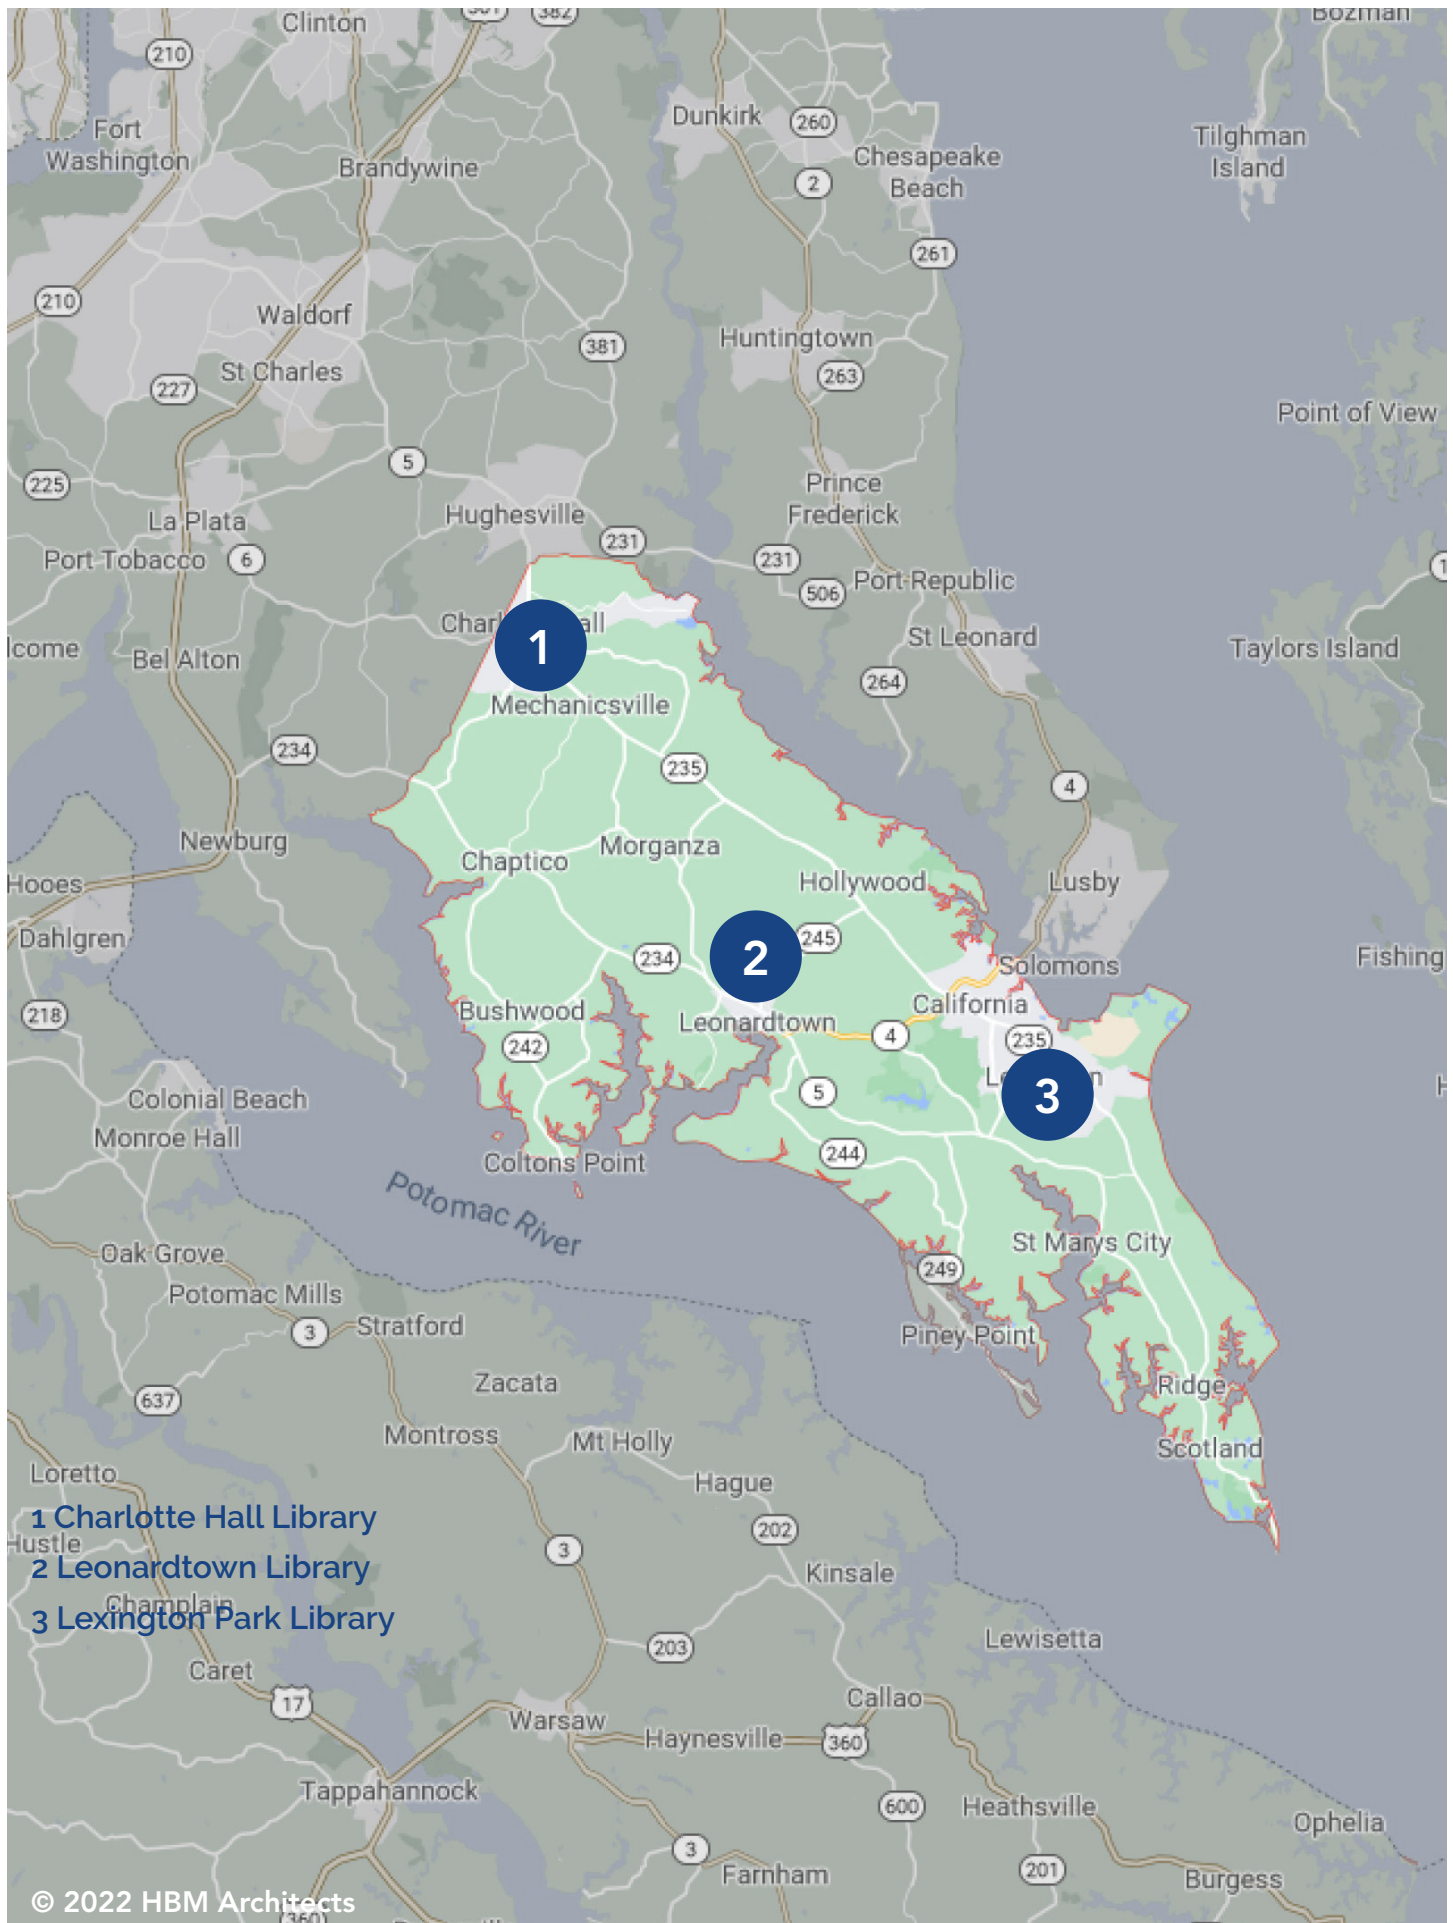 301
382
Clinton
Bozman
210
Dunkirk
260
Fort
Washington
Tilghman
Island
Brandywine
Chesapeake
Beach
2
261
210
Waldorf
Huntingtown
381
St Charles
263
227
Point of View
5
225
Prince
Frederick
Hughesville
La Plata
231
Port Tobacco
6
231
506
Port Republic
St Leonard
Taylors Island
lcome
Bel Alton
1
264
Mechanicsville
234
235
4
Newburg
Morganza
Chaptico
Hollywood
Lusby
Hooes
Dahlgren
2
245
234
Solomons
Fishing
218
Bushwood
California
Leonardtown
4
235
242
3
5
Colonial Beach
Monroe Hall
244
Coltons Point
Potomac River
St Marys City
Oak Grove
249
Potomac Mills
3
Stratford
Piney Point
Zacata
Ridge
637
Montross
Mt Holly
Scotland
Loretto
Hague
1 Charlotte Hall Library
Hustle
202
3
2 Leonardtown Library
Kinsale
Champlain
3 Lexington Park Library
203
Lewisetta
Caret
17
Callao
Warsaw
Haynesville
360
Tappahannock
600
Heathsville
Ophelia
3
Farnham
201
Burgess
© 2022 HBM Architects
360